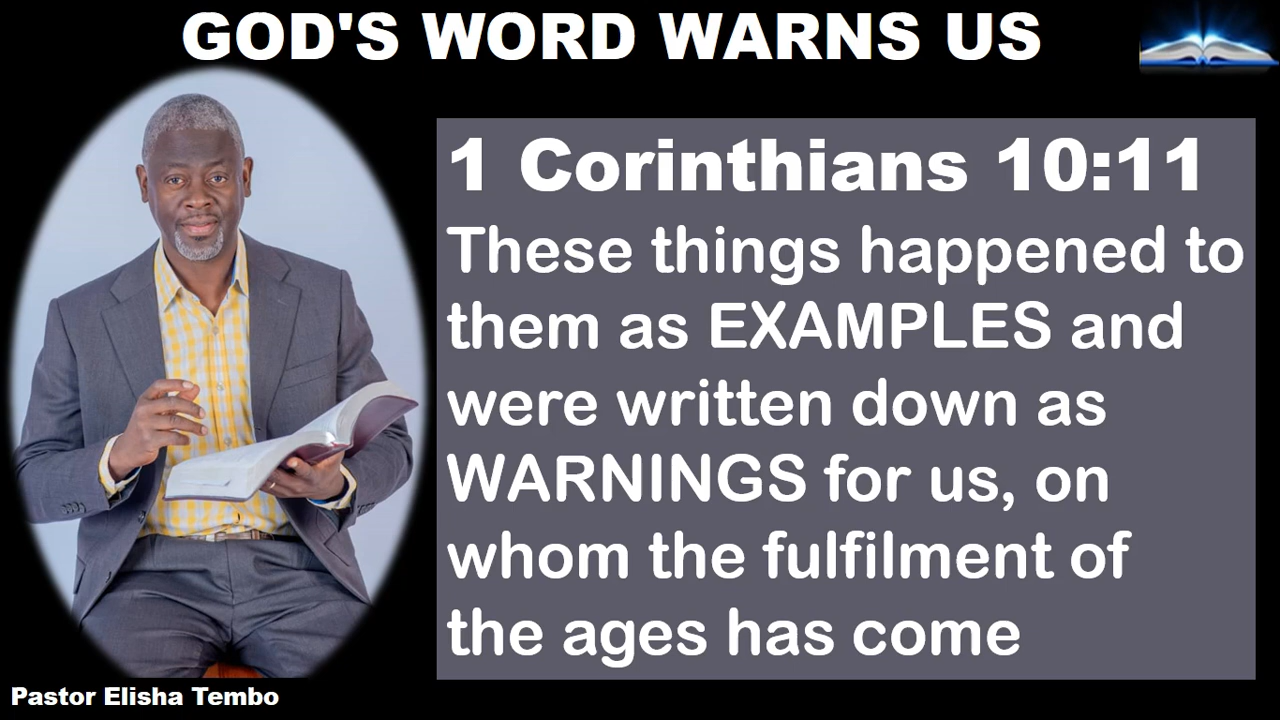 GOD'S WORD WARNS US
1 Corinthians 10:11
These things happened to
them as EXAMPLES and
were written down as
WARNINGS for us, on
whom the fulfilment of
the ages has come
Pastor Elisha Tembo